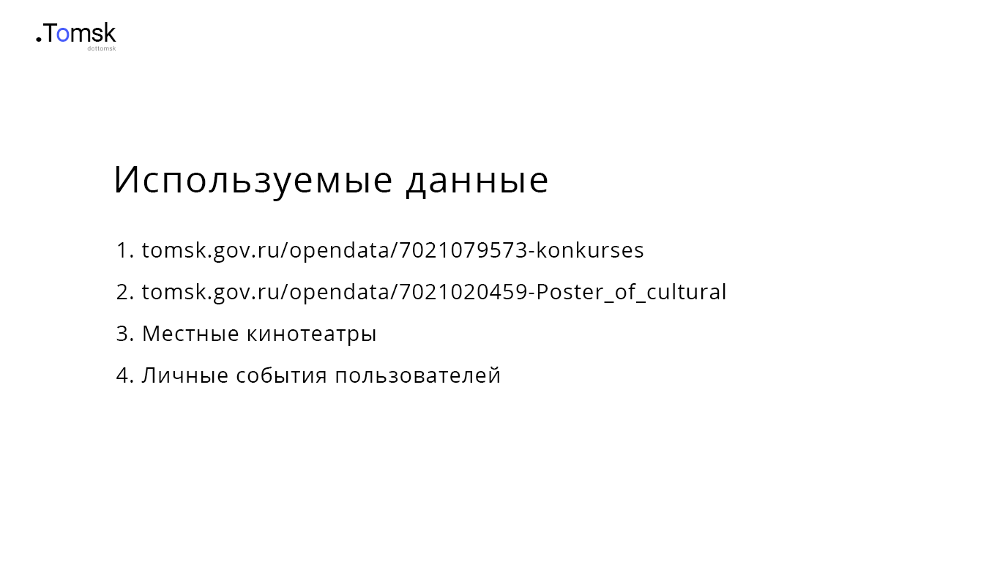 .Tomsk
dottomsk
Используемые данные
1. tomsk.gov.ru/opendata/7021079573-konkurses
2. tomsk.gov.ru/opendata/7021020459-Poster_of_cultural
3. Местные кинотеатры
4. Личные события пользователей